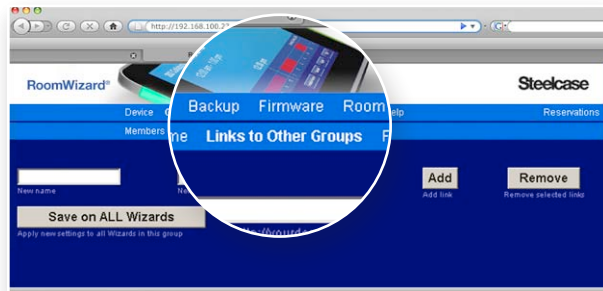 http://192.168.100.2
RoomWizard®
Steelcase
Backup Firmware Room
Device
elp
Reservations
Members
me Links to Other Groups
Add
Remove
New name
Add link
Remove selected links
Save on ALL Wizards
Apply new settings to all Wizards in this group